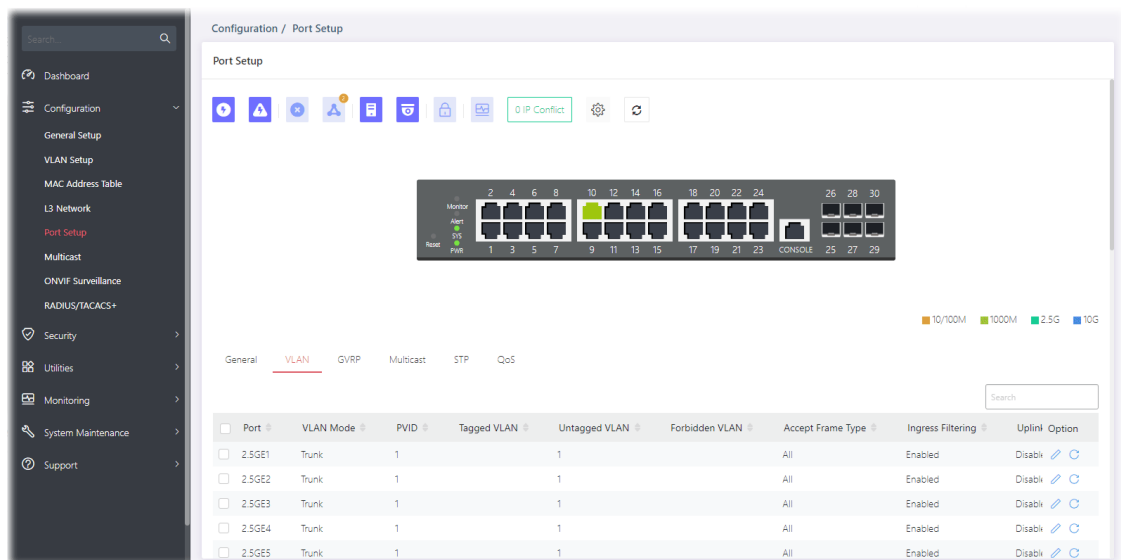 Search...
Dashboard
Configuration
General Setup
VLAN Setup
MAC Address Table
L3 Network
Port Setup
Multicast
ONVIF Surveillance
RADIUS/TACACS+
Security
Utilities
Monitoring
System Maintenance
Support
Configuration / Port Setup
Port Setup
0 IP Conflict
2 4 6 8 10 12 14 16 18 20 22 24 26 28 30
Monitor
Alert
SYS
Reset PWR 1 3 5 7 9 11 13 15 17 19 21 23 CONSOLE 25 27 29
10/100M 1000M 2.5G 10G
General VLAN GVRP Multicast STP QoS
Search
Port VLAN Mode PVID Tagged VLAN Untagged VLAN Forbidden VLAN Accept Frame Type Ingress Filtering Uplink Option
2.5GE1 Trunk 1 1 All Enabled Disable
2.5GE2 Trunk 1 1 All Enabled Disable
2.5GE3 Trunk 1 1 All Enabled Disable
2.5GE4 Trunk 1 1 All Enabled Disable
2.5GE5 Trunk 1 1 All Enabled Disable